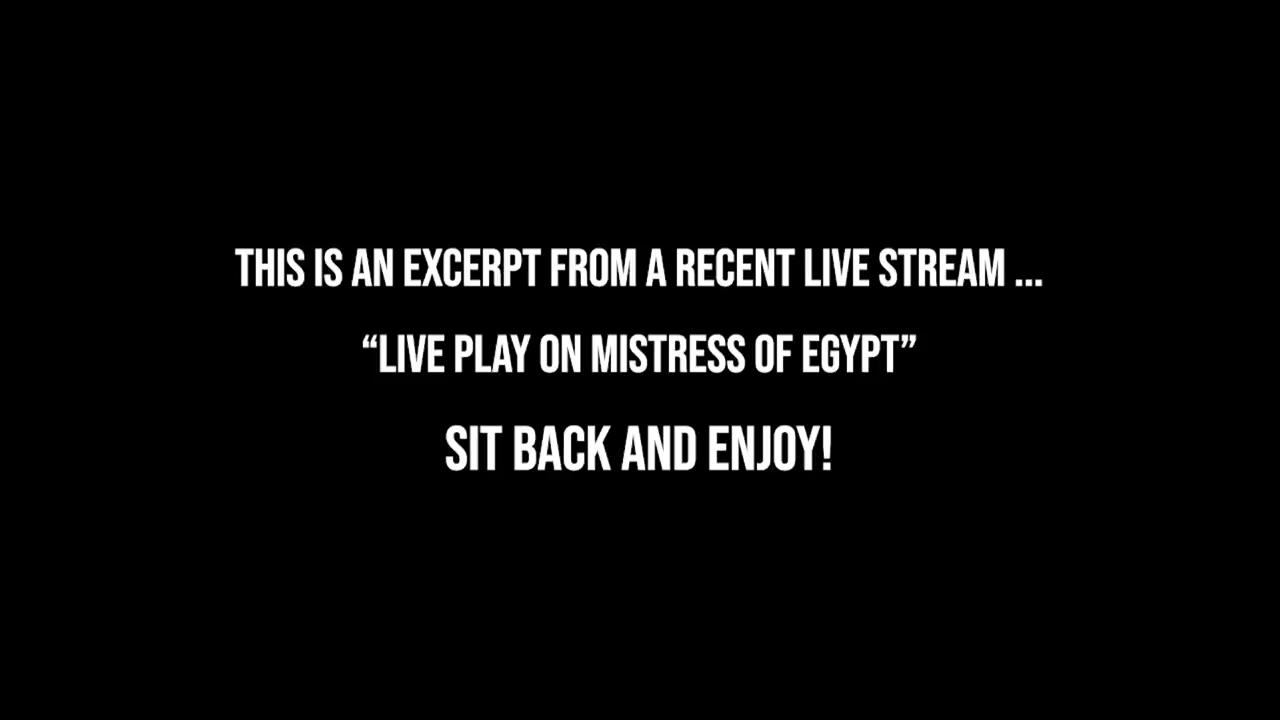 THIS IS AN EXCERPT FROM A RECENT LIVE STREAM ...
“LIVE PLAY ON MISTRESS OF EGYPT”
SIT BACK AND ENJOY!